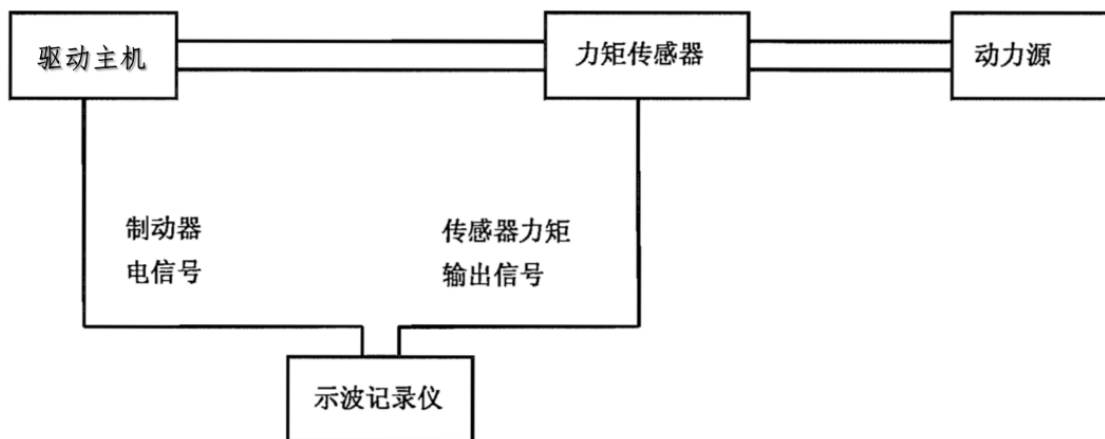 驱动主机
力矩传感器
动力源
制动器
电信号
传感器力矩
输出信号
示波记录仪